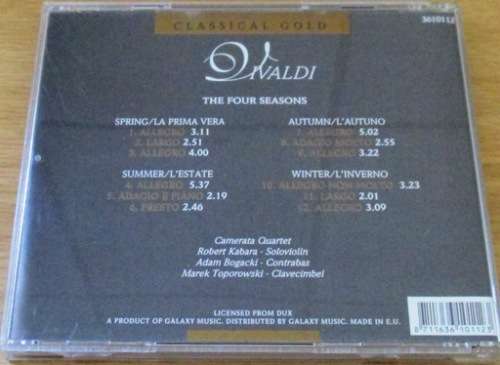 CLASSICAL GOLD
VIVALDI
THE FOUR SEASONS
SPRING/LA PRIMA VERA
1. ALLEGRO 3.11
2. LARGO 2.51
3. ALLEGRO 4.00
SUMMER/L'ESTATE
4. ALLEGRO 5.37
5. ADAGIO E PIANO 2.19
6. PRESTO 2.46
AUTUMN/L'AUTUNO
7. ALLEGRO 5.02
8. ADAGIO MOLTO 2.55
9. ALLEGRO 3.22
WINTER/L'INVERNO
10. ALLEGRO NON MOLTO 3.23
11. LARGO 2.01
12. ALLEGRO 3.09
Camerata Quartet
Robert Kabara - Soloviolin
Adam Bogacki - Contrabas
Marek Toporowski - Clavecimbel
LICENSED FROM DUX
A PRODUCT OF GALAXY MUSIC. DISTRIBUTED BY GALAXY MUSIC. MADE IN E.U.
8 711636 101123